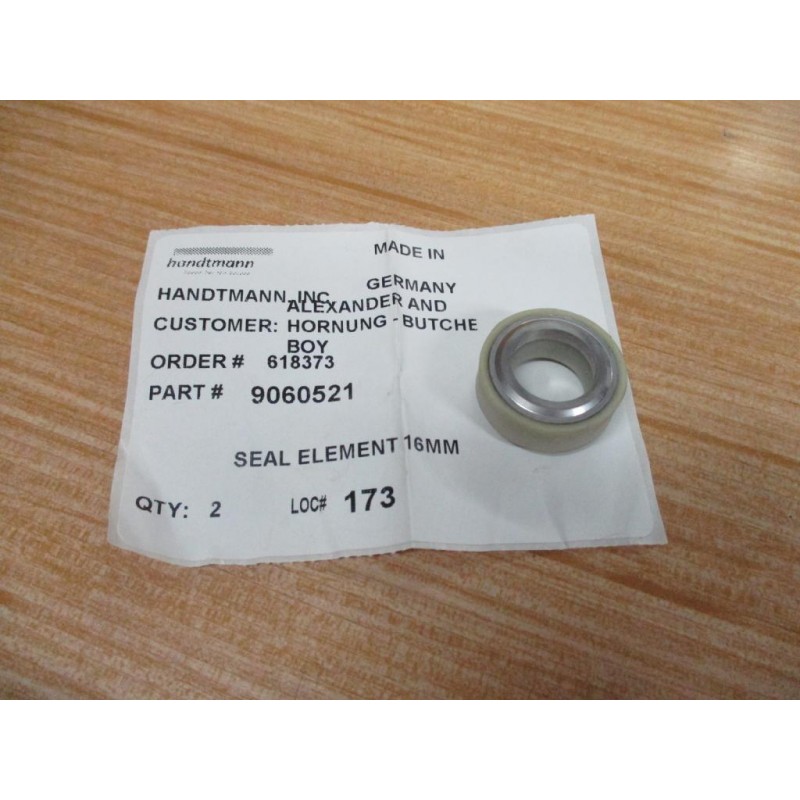 handtmann
MADE IN
GERMANY
HANDTMANN, INC.
ALEXANDER AND
CUSTOMER: HORNUNG - BUTCHE
BOY
ORDER # 618373
PART # 9060521
SEAL ELEMENT 16MM
QTY: 2 LOC# 173